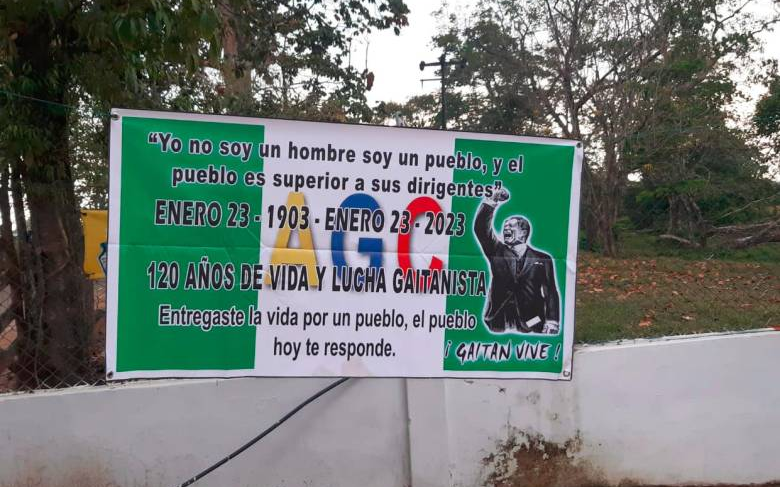 “Yo no soy un hombre soy un pueblo, y el
pueblo es superior a sus dirigentes”
ENERO 23 - 1903 - ENERO 23- 2023
AGC
120 AÑOS DE VIDA Y LUCHA GAITANISTA
Entregaste la vida por un pueblo, el pueblo
hoy te responde.
¡ GAITAN VIVE !